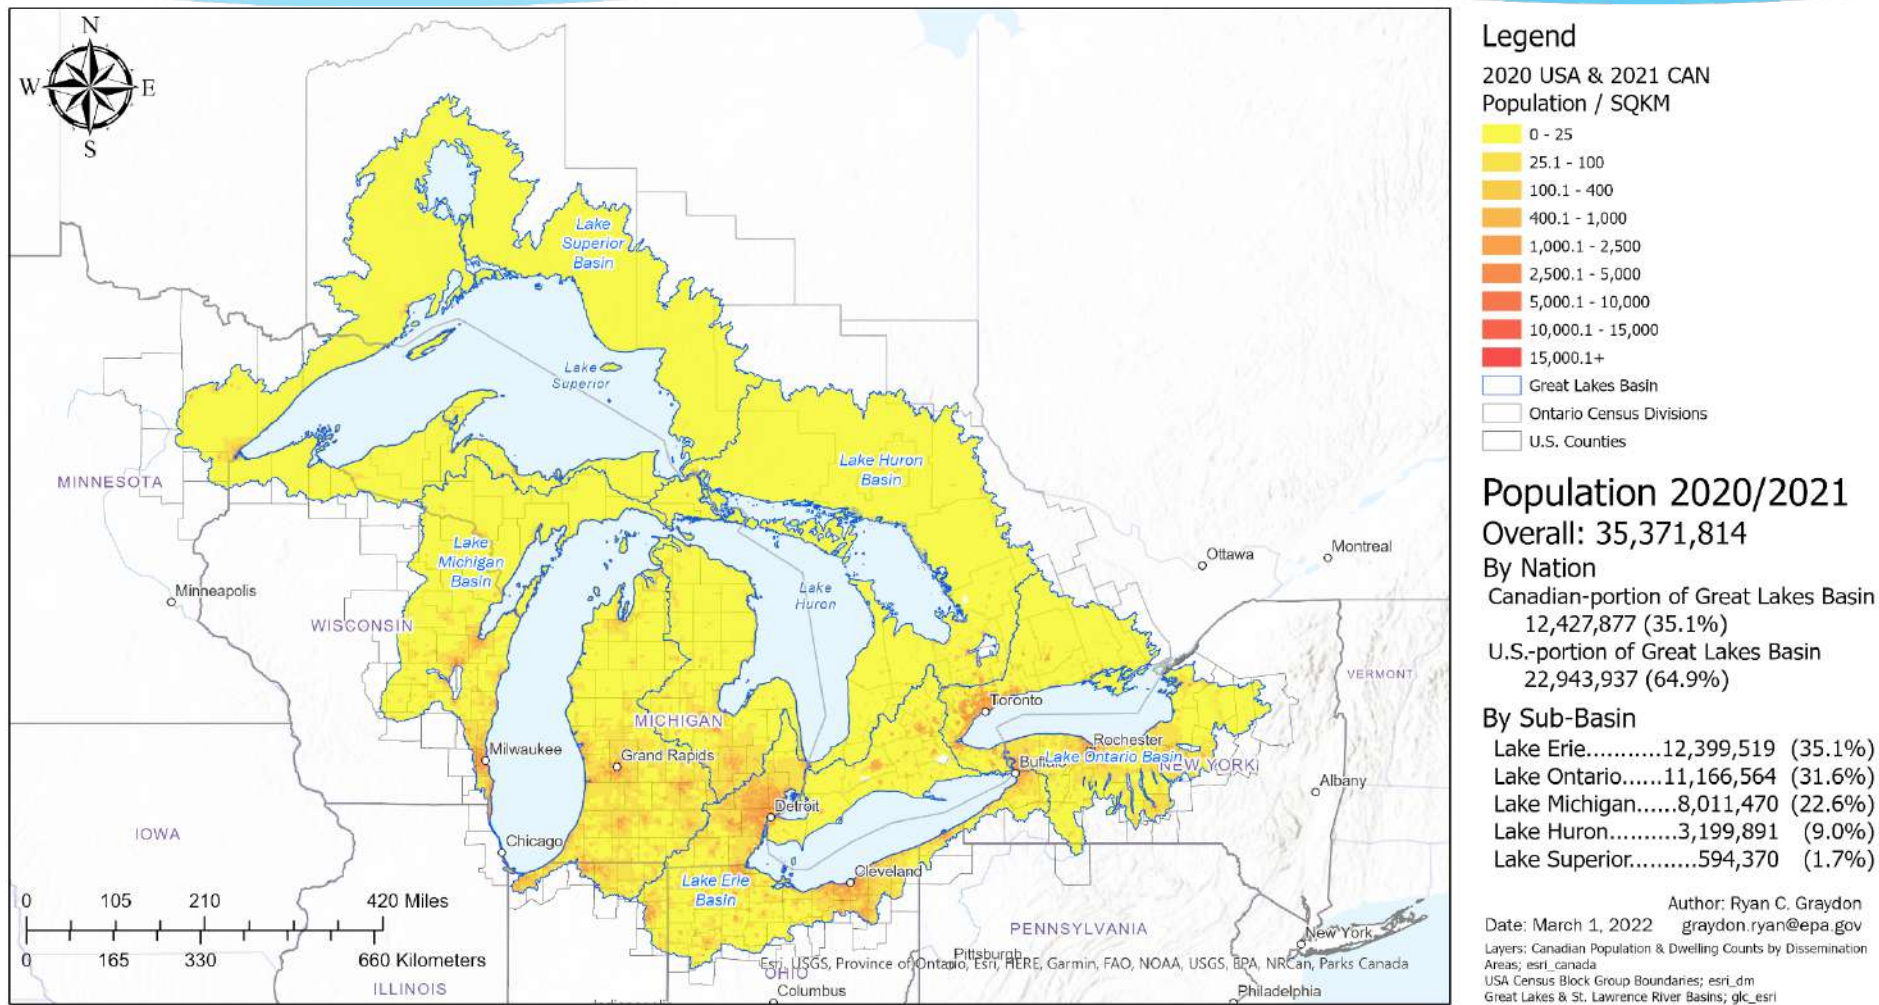 N
W E
S
Lake
Superior
Basin
Lake
Superior
Lake Huron
Basin
MINNESOTA
Lake
Michigan
Basin
Minneapolis
WISCONSIN
Lake
Huron
Ottawa
Montreal
VERMONT
Toronto
MICHIGAN
Milwaukee
Grand Rapids
Rochester
Lake Ontario Basin
NEW YORK
Albany
Detroit
IOWA
Chicago
Cleveland
Lake Erie
Basin
0 105 210 420 Miles
0 165 330 660 Kilometers
PENNSYLVANIA
New York
Pittsburgh
Esri, USGS, Province of Ontario, Esri, HERE, Garmin, FAO, NOAA, USGS, EPA, NRCan, Parks Canada
OHIO
ILLINOIS
Columbus
Philadelphia
Legend
2020 USA & 2021 CAN
Population / SQKM
0 - 25
25.1 - 100
100.1 - 400
400.1 - 1,000
1,000.1 - 2,500
2,500.1 - 5,000
5,000.1 - 10,000
10,000.1 - 15,000
15,000.1+
Great Lakes Basin
Ontario Census Divisions
U.S. Counties
Population 2020/2021
Overall: 35,371,814
By Nation
Canadian-portion of Great Lakes Basin
12,427,877 (35.1%)
U.S.-portion of Great Lakes Basin
22,943,937 (64.9%)
By Sub-Basin
Lake Erie...........12,399,519 (35.1%)
Lake Ontario......11,166,564 (31.6%)
Lake Michigan......8,011,470 (22.6%)
Lake Huron..........3,199,891 (9.0%)
Lake Superior..........594,370 (1.7%)
Author: Ryan C. Graydon
Date: March 1, 2022 graydon.ryan@epa.gov
Layers: Canadian Population & Dwelling Counts by Dissemination
Areas; esri_canada
USA Census Block Group Boundaries; esri_dm
Great Lakes & St. Lawrence River Basins; glc_esri